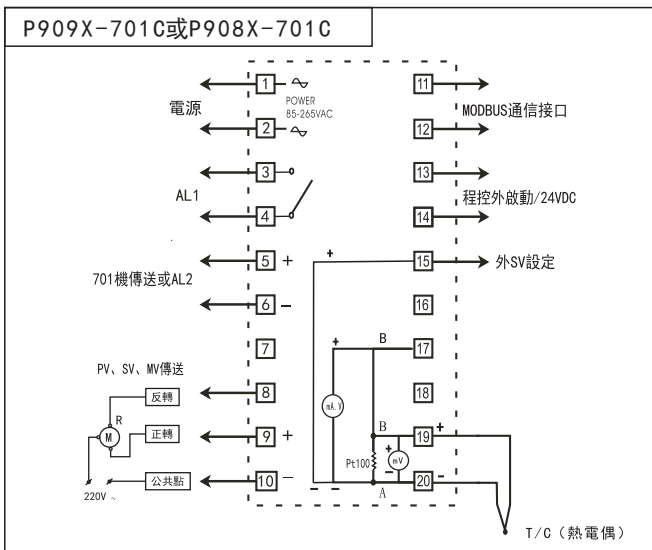 P909X-701C或P908X-701C
1
POWER
85-265VAC
2
電源
3
4
AL1
5
+
6
−
701機傳送或AL2
7
PV、SV、MV傳送
8
反轉
R
M
正轉
9
+
公共點
10
−
220V ~
11
12
MODBUS通信接口
13
14
程控外啟動/24VDC
+
15
外SV設定
16
+
B
17
18
mA.V
B
19
+
+
Pt100
mV
−
20
-
−
−
A
T/C（熱電偶）